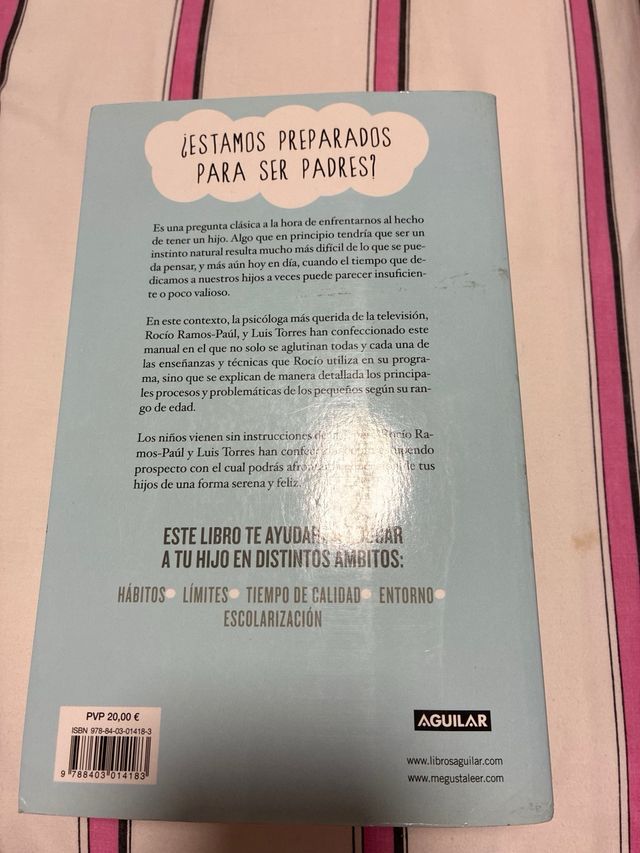 ¿ESTAMOS PREPARADOS
PARA SER PADRES?
Es una pregunta clásica a la hora de enfrentarnos al hecho
de tener un hijo. Algo que en principio tendría que ser un
instinto natural resulta mucho más difícil de lo que se pue-
da pensar, y más aún hoy en día, cuando el tiempo que de-
dicamos a nuestros hijos a veces puede parecer insuficien-
te o poco valioso.
En este contexto, la psicóloga más querida de la televisión,
Rocío Ramos-Paúl, y Luis Torres han confeccionado este
manual en el que no solo se aglutinan todas y cada una de
las enseñanzas y técnicas que Rocío utiliza en su progra-
ma, sino que se explican de manera detallada los principa-
les procesos y problemáticas de los pequeños según su ran-
go de edad.
Los niños vienen sin instrucciones de Rocío Ra-
mos-Paúl y Luis Torres han
prospecto con el cual podrás de tus
hijos de una forma serena y feliz.
ESTE LIBRO TE
A TU HIJO EN DISTINTOS ÁMBITOS:
HÁBITOS LÍMITES TIEMPO DE CALIDAD ENTORNO
ESCOLARIZACIÓN
PVP 20,00 €
ISBN 978-84-03-01418-3
9 788403 014183
AGUILAR
www.librosaguilar.com
www.megustaleer.com